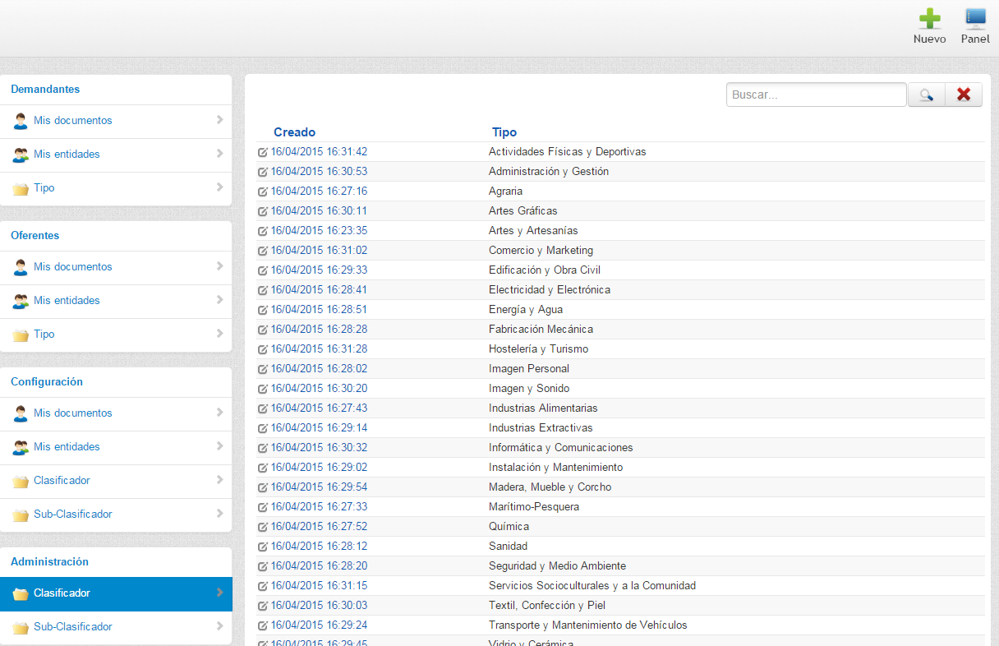 Nuevo Panel
Demandantes
Mis documentos
Mis entidades
Tipo
Oferentes
Mis documentos
Mis entidades
Tipo
Configuración
Mis documentos
Mis entidades
Clasificador
Sub-Clasificador
Administración
Clasificador
Sub-Clasificador
Buscar...
Creado Tipo
16/04/2015 16:31:42 Actividades Físicas y Deportivas
16/04/2015 16:30:53 Administración y Gestión
16/04/2015 16:27:16 Agraria
16/04/2015 16:30:11 Artes Gráficas
16/04/2015 16:23:35 Artes y Artesanías
16/04/2015 16:31:02 Comercio y Marketing
16/04/2015 16:29:33 Edificación y Obra Civil
16/04/2015 16:28:41 Electricidad y Electrónica
16/04/2015 16:28:51 Energía y Agua
16/04/2015 16:28:28 Fabricación Mecánica
16/04/2015 16:31:28 Hostelería y Turismo
16/04/2015 16:28:02 Imagen Personal
16/04/2015 16:30:20 Imagen y Sonido
16/04/2015 16:27:43 Industrias Alimentarias
16/04/2015 16:29:14 Industrias Extractivas
16/04/2015 16:30:32 Informática y Comunicaciones
16/04/2015 16:29:02 Instalación y Mantenimiento
16/04/2015 16:29:54 Madera, Mueble y Corcho
16/04/2015 16:27:33 Marítimo-Pesquera
16/04/2015 16:27:52 Química
16/04/2015 16:28:12 Sanidad
16/04/2015 16:28:20 Seguridad y Medio Ambiente
16/04/2015 16:31:15 Servicios Socioculturales y a la Comunidad
16/04/2015 16:30:03 Textil, Confección y Piel
16/04/2015 16:29:24 Transporte y Mantenimiento de Vehículos
16/04/2015 16:29:45 Vidrio y Cerámica